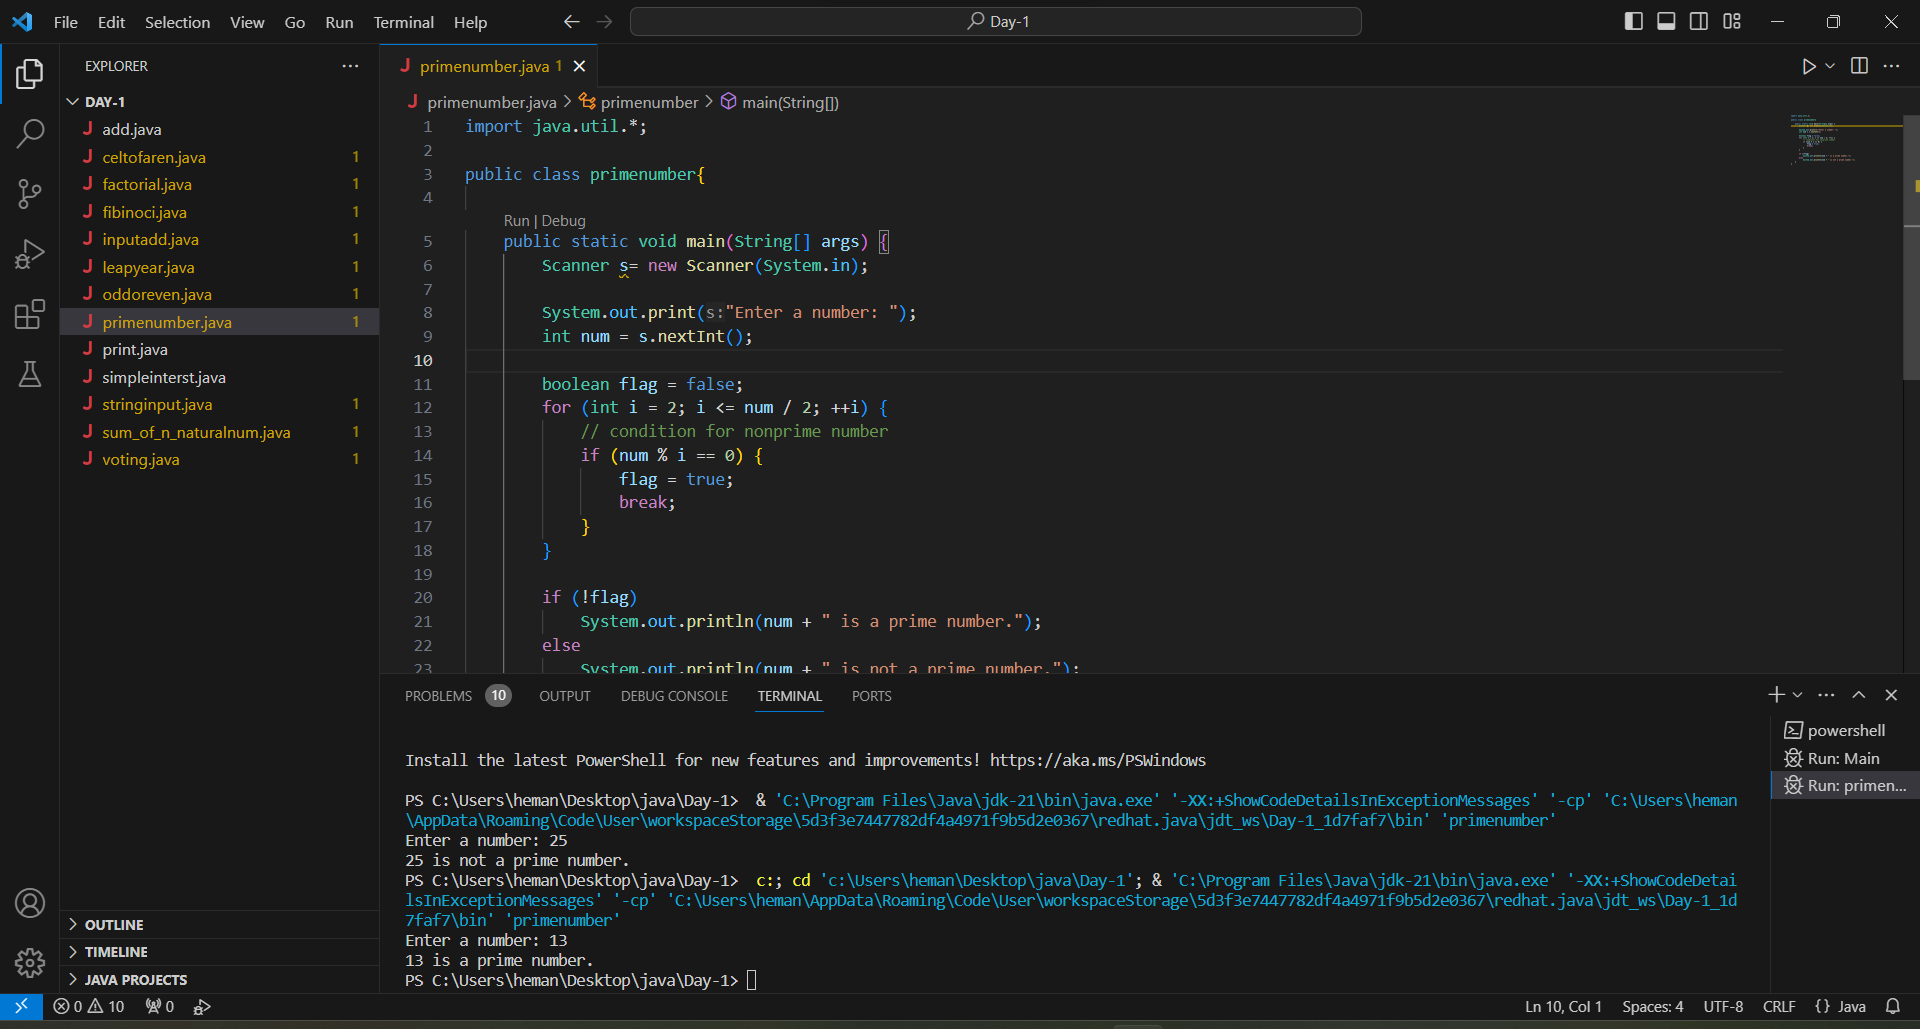 File Edit Selection View Go Run Terminal Help
Day-1
EXPLORER
DAY-1
add.java
celtofaren.java 1
factorial.java 1
fibinoci.java 1
inputadd.java 1
leapyear.java 1
oddoreven.java 1
primenumber.java 1
print.java
simpleinterst.java
stringinput.java 1
sum_of_n_naturalnum.java 1
voting.java 1
OUTLINE
TIMELINE
JAVA PROJECTS
primenumber.java 1
primenumber.java > primenumber > main(String[])
1 import java.util.*;
2
3 public class primenumber{
4
Run | Debug
5 public static void main(String[] args) {
6 Scanner s= new Scanner(System.in);
7
8 System.out.print(s:"Enter a number: ");
9 int num = s.nextInt();
10
11 boolean flag = false;
12 for (int i = 2; i <= num / 2; ++i) {
13 // condition for nonprime number
14 if (num % i == 0) {
15 flag = true;
16 break;
17 }
18 }
19
20 if (!flag)
21 System.out.println(num + " is a prime number.");
22 else
23 System.out.println(num + " is not a prime number.");
PROBLEMS 10 OUTPUT DEBUG CONSOLE TERMINAL PORTS
Install the latest PowerShell for new features and improvements! https://aka.ms/PSWindows
PS C:\Users\heman\Desktop\java\Day-1>  & 'C:\Program Files\Java\jdk-21\bin\java.exe' '-XX:+ShowCodeDetailsInExceptionMessages' '-cp' 'C:\Users\heman
\AppData\Roaming\Code\User\workspaceStorage\5d3f3e7447782df4a4971f9b5d2e0367\redhat.java\jdt_ws\Day-1_1d7faf7\bin' 'primenumber'
Enter a number: 25
25 is not a prime number.
PS C:\Users\heman\Desktop\java\Day-1>  c:; cd 'c:\Users\heman\Desktop\java\Day-1'; & 'C:\Program Files\Java\jdk-21\bin\java.exe' '-XX:+ShowCodeDetai
lsInExceptionMessages' '-cp' 'C:\Users\heman\AppData\Roaming\Code\User\workspaceStorage\5d3f3e7447782df4a4971f9b5d2e0367\redhat.java\jdt_ws\Day-1_1d
7faf7\bin' 'primenumber'
Enter a number: 13
13 is a prime number.
PS C:\Users\heman\Desktop\java\Day-1>
powershell
Run: Main
Run: primen...
0 10 0
Ln 10, Col 1 Spaces: 4 UTF-8 CRLF {} Java